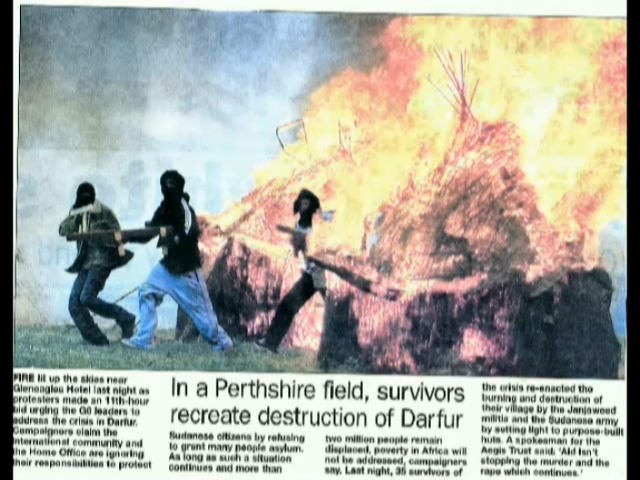 In a Perthshire field, survivors
recreate destruction of Darfur
FIRE lit up the skies near
Gleneagles Hotel last night as
protesters made an 11th-hour
bid urging the G8 leaders to
address the crisis in Darfur.
Campaigners claim the
international community and
the Home Office are ignoring
their responsibilities to protect
Sudanese citizens by refusing
to grant many people asylum.
As long as such a situation
continues and more than
two million people remain
displaced, poverty in Africa will
not be addressed, campaigners
say. Last night, 35 survivors of
the crisis re-enacted the
burning and destruction of
their village by the Janjaweed
militia and the Sudanese army
by setting light to purpose-built
huts. A spokesman for the
Aegis Trust said: 'Aid isn't
stopping the murder and the
rape which continues.'